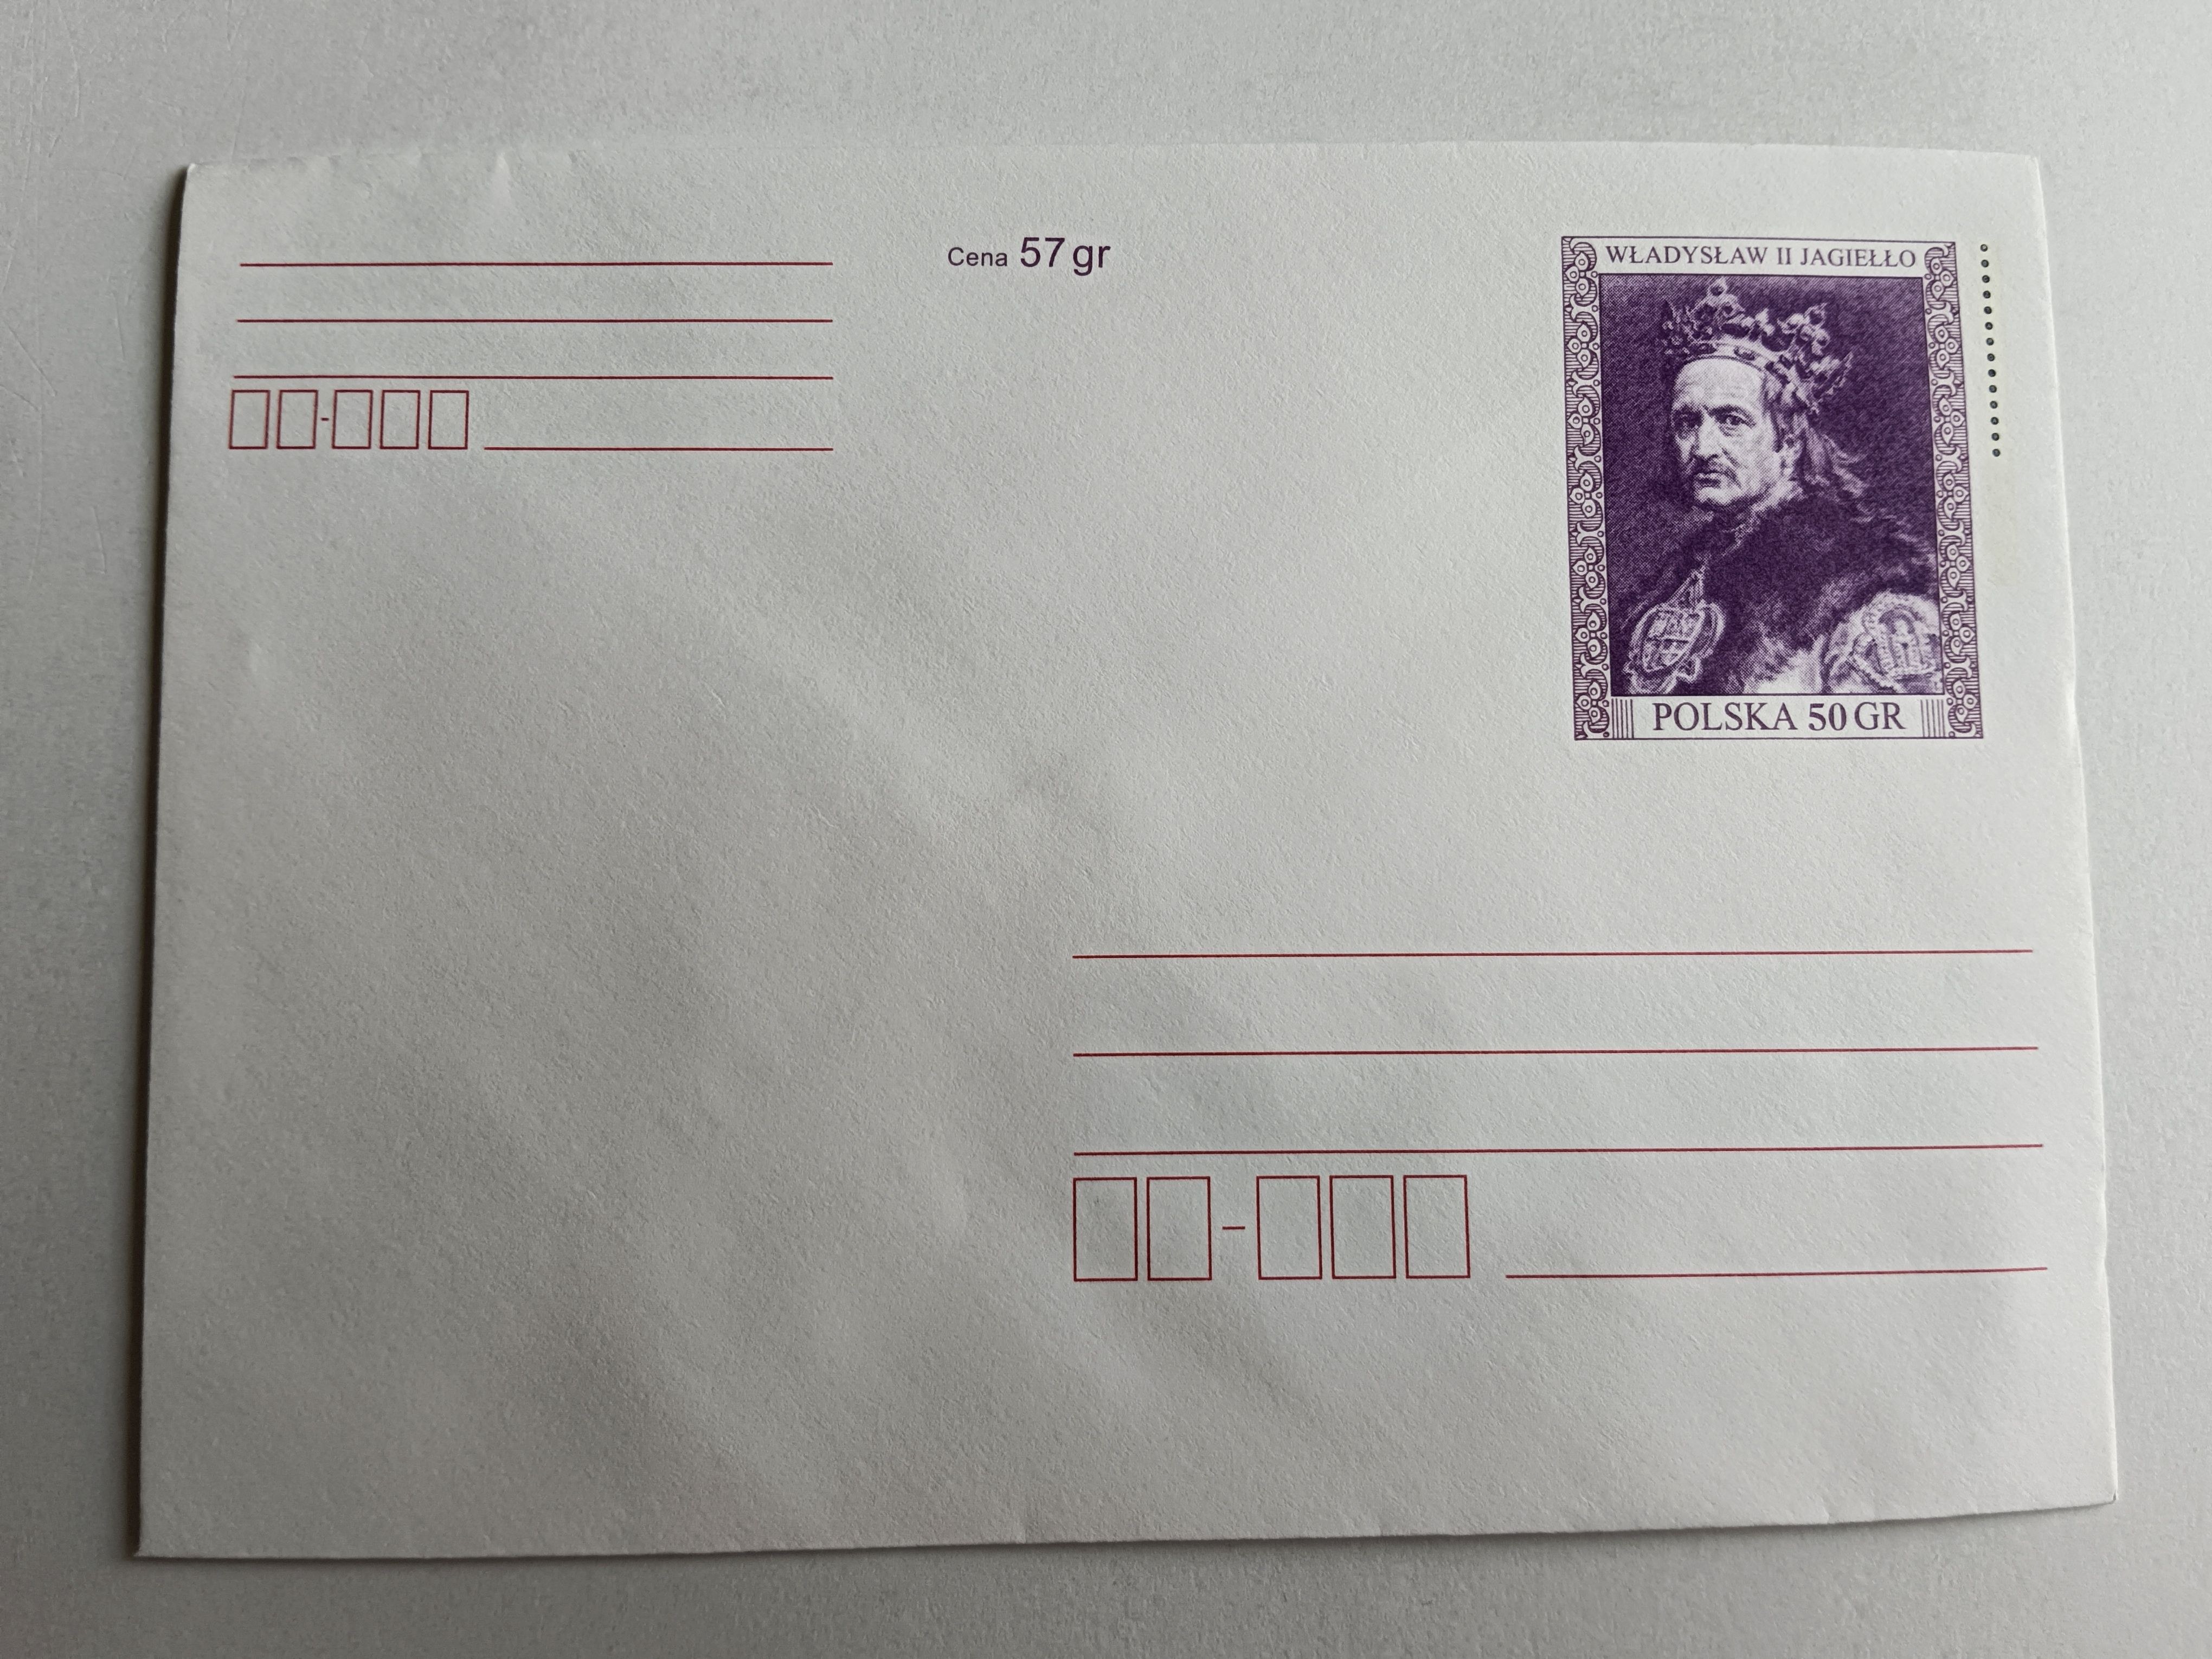 Cena 57 gr
WŁADYSŁAW II JAGIEŁŁO
POLSKA 50 GR